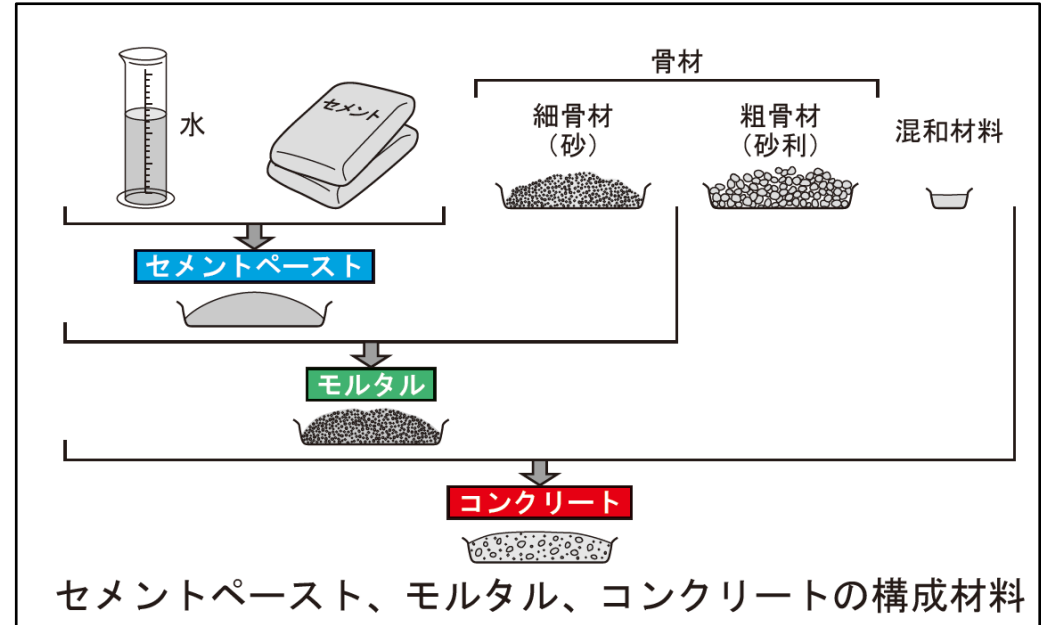 骨材
水
セメント
細骨材
（砂）
粗骨材
（砂利）
混和材料
セメントペースト
モルタル
コンクリート
セメントペースト、モルタル、コンクリートの構成材料